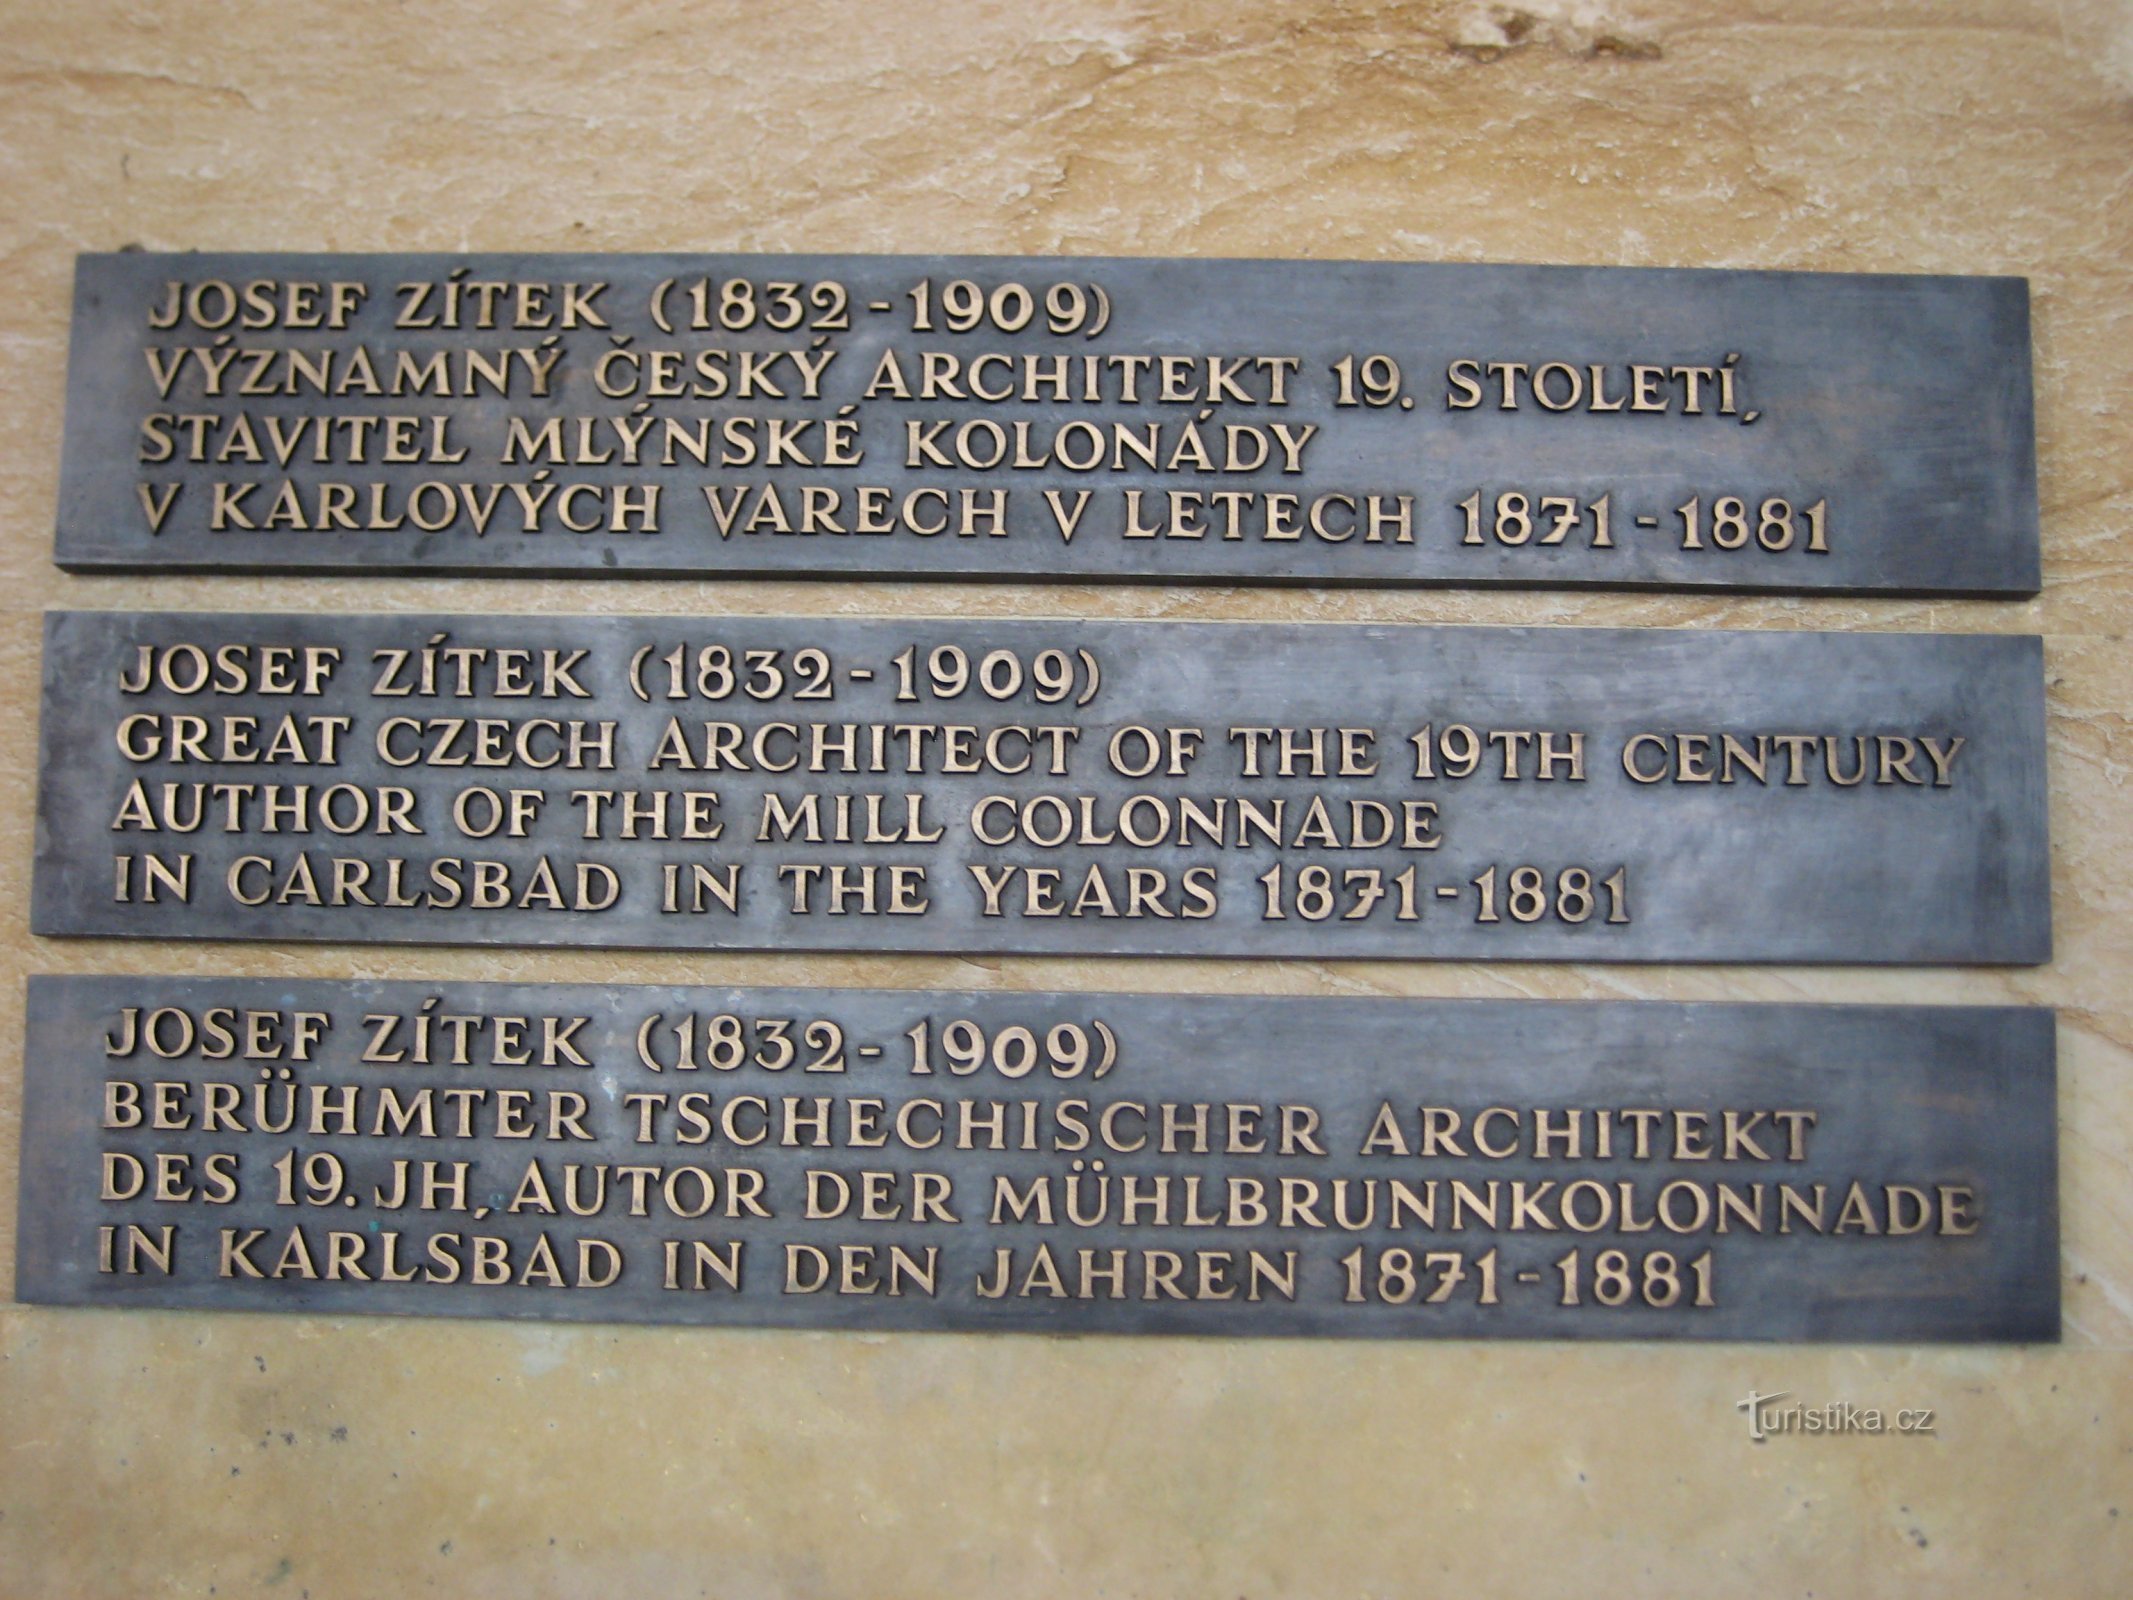 JOSEF ZÍTEK (1832-1909)
VÝZNAMNÝ ČESKÝ ARCHITEKT 19. STOLETÍ,
STAVITEL MLÝNSKÉ KOLONÁDY
V KARLOVÝCH VARECH V LETECH 1871-1881
JOSEF ZÍTEK (1832-1909)
GREAT CZECH ARCHITECT OF THE 19TH CENTURY
AUTHOR OF THE MILL COLONNADE
IN CARLSBAD IN THE YEARS 1871-1881
JOSEF ZÍTEK (1832-1909)
BERÜHMTER TSCHECHISCHER ARCHITEKT
DES 19. JH, AUTOR DER MÜHLBRUNNKOLONNADE
IN KARLSBAD IN DEN JAHREN 1871-1881
Turistika.cz